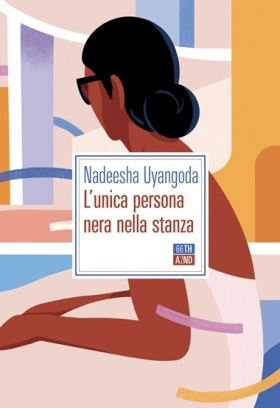 Nadeesha Uyangoda
L'unica persona
nera nella stanza
66TH
A2ND